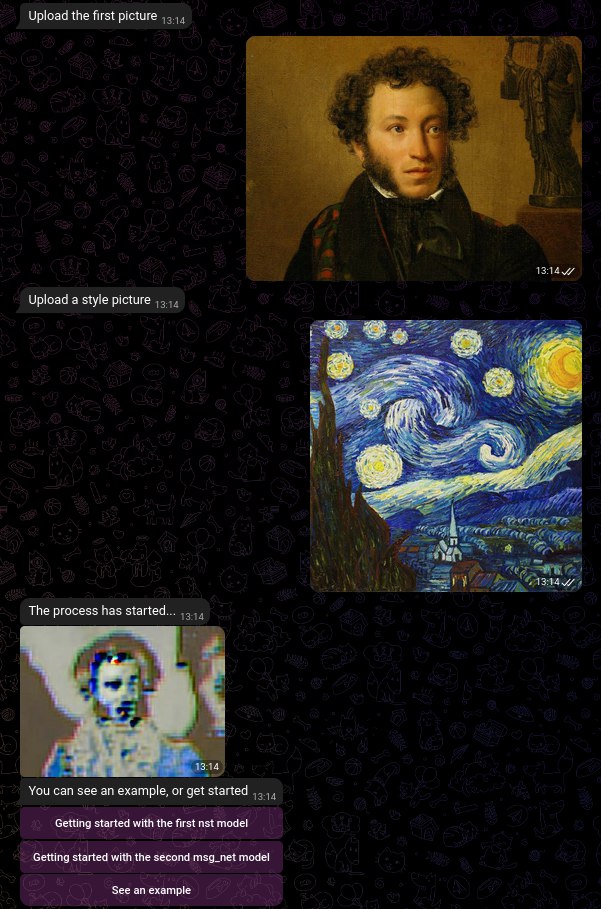 Upload the first picture 13:14
13:14
Upload a style picture 13:14
13:14
The process has started... 13:14
13:14
You can see an example, or get started 13:14
Getting started with the first nst model
Getting started with the second msg_net model
See an example